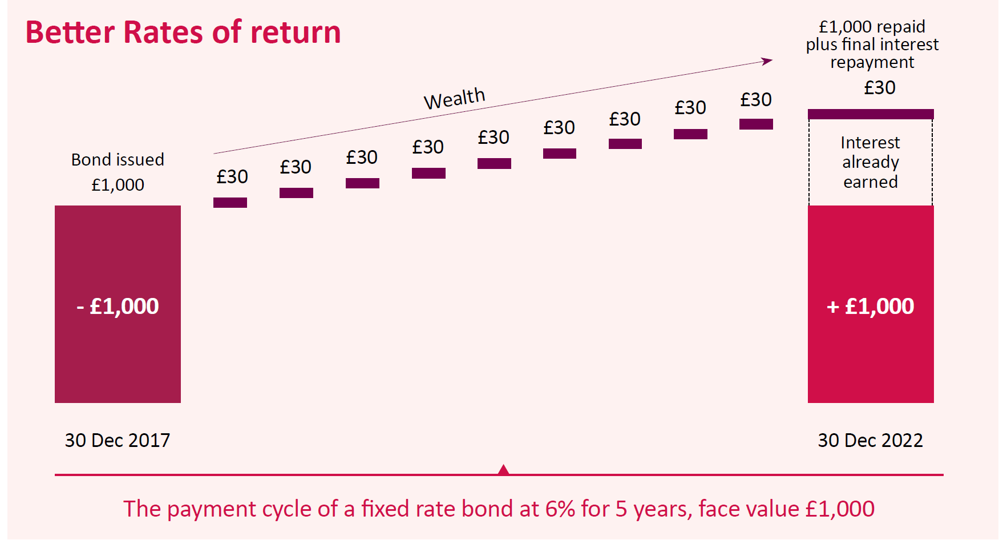 Better Rates of return
£1,000 repaid
plus final interest
repayment
£30
Wealth
Bond issued
£1,000
£30
£30
£30
£30
£30
£30
£30
£30
£30
Interest
already
earned
- £1,000
+ £1,000
30 Dec 2017
30 Dec 2022
The payment cycle of a fixed rate bond at 6% for 5 years, face value £1,000